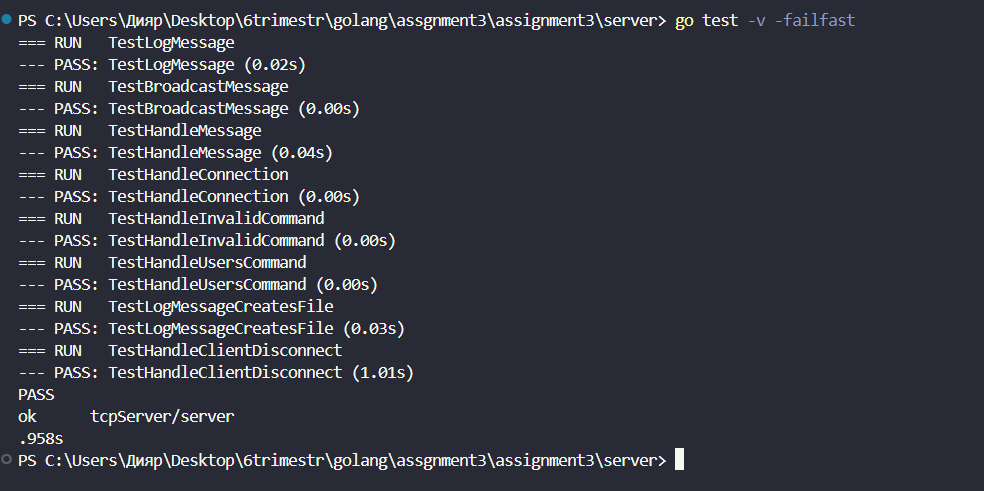 PS C:\Users\Дияр\Desktop\6trimestr\golang\assgnment3\assignment3\server> go test -v -failfast
=== RUN   TestLogMessage
--- PASS: TestLogMessage (0.02s)
=== RUN   TestBroadcastMessage
--- PASS: TestBroadcastMessage (0.00s)
=== RUN   TestHandleMessage
--- PASS: TestHandleMessage (0.04s)
=== RUN   TestHandleConnection
--- PASS: TestHandleConnection (0.00s)
=== RUN   TestHandleInvalidCommand
--- PASS: TestHandleInvalidCommand (0.00s)
=== RUN   TestHandleUsersCommand
--- PASS: TestHandleUsersCommand (0.00s)
=== RUN   TestLogMessageCreatesFile
--- PASS: TestLogMessageCreatesFile (0.03s)
=== RUN   TestHandleClientDisconnect
--- PASS: TestHandleClientDisconnect (1.01s)
PASS
ok      tcpServer/server
.958s
PS C:\Users\Дияр\Desktop\6trimestr\golang\assgnment3\assignment3\server>